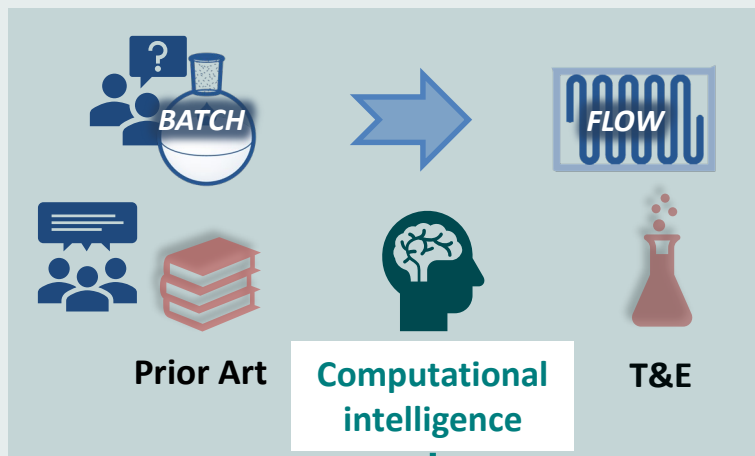 ?
BATCH
FLOW
Prior Art
Computational
intelligence
T&E